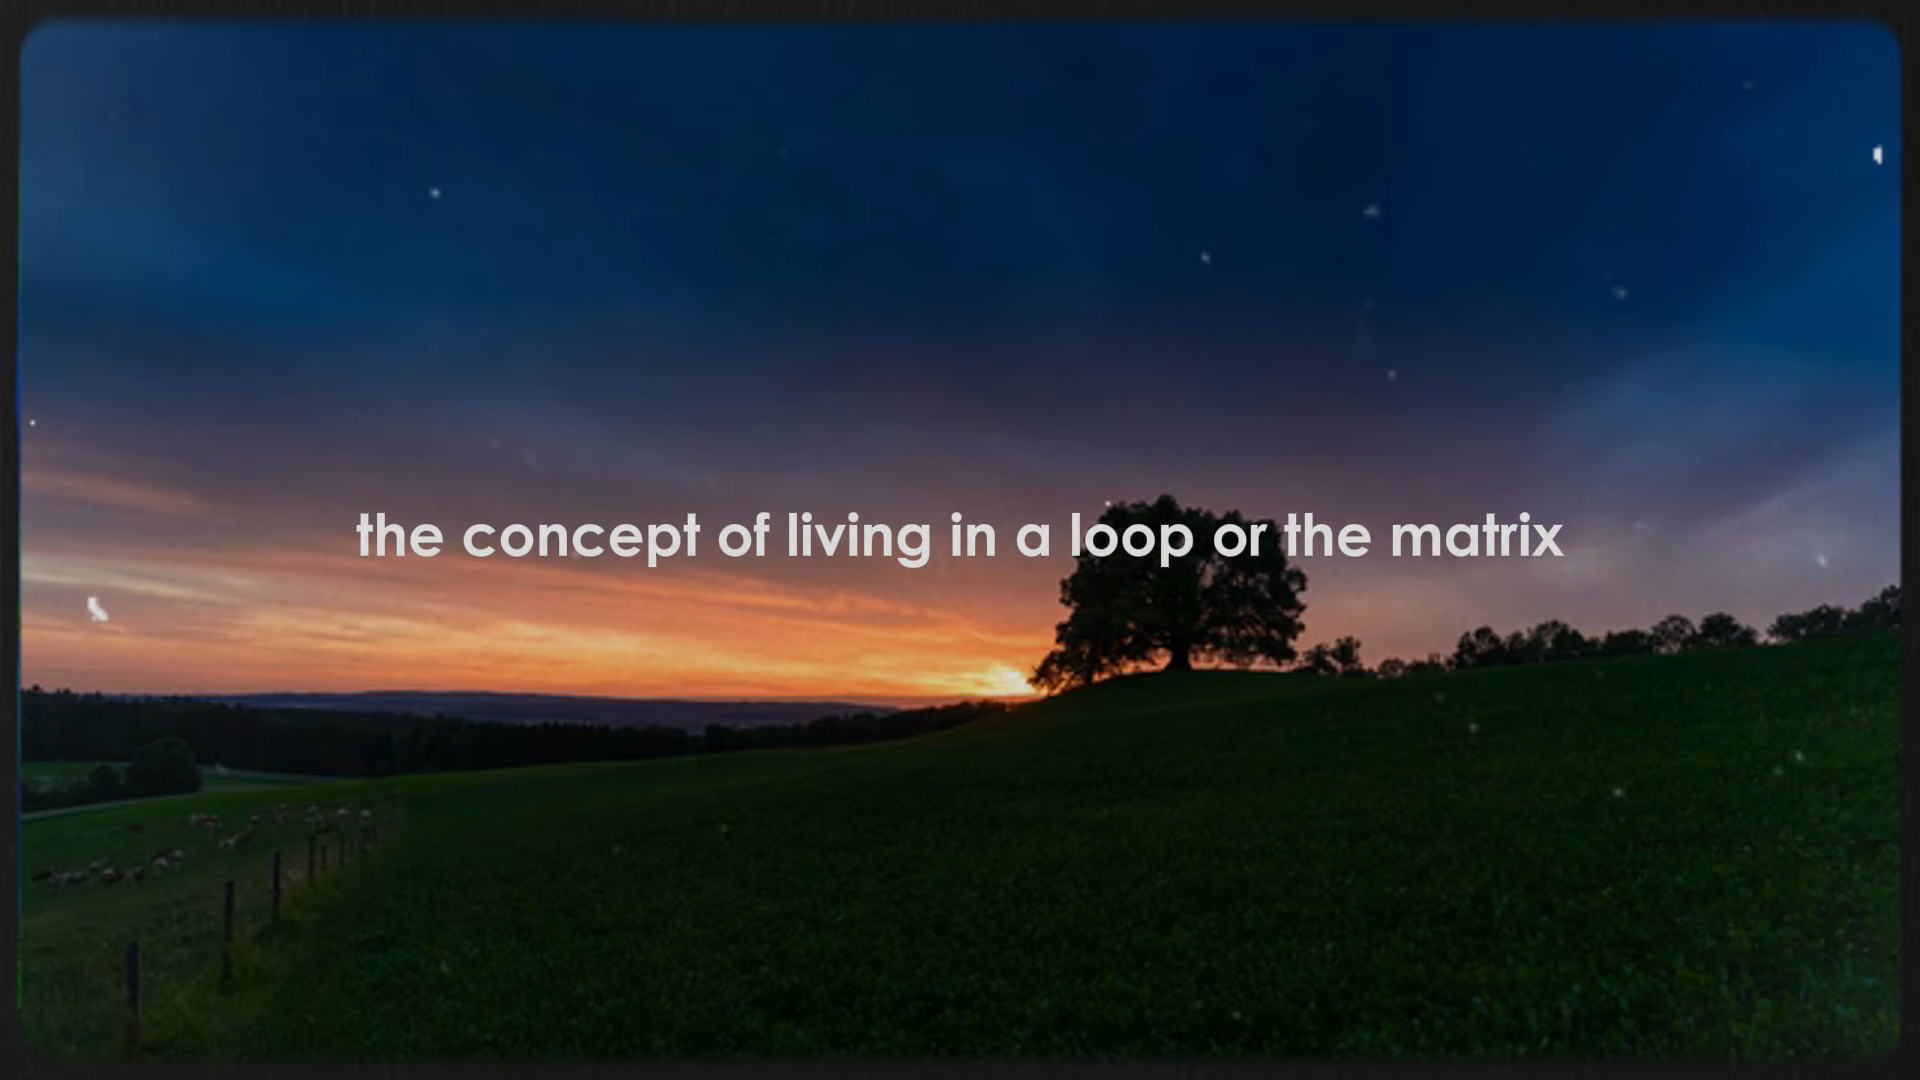 the concept of living in a loop or the matrix